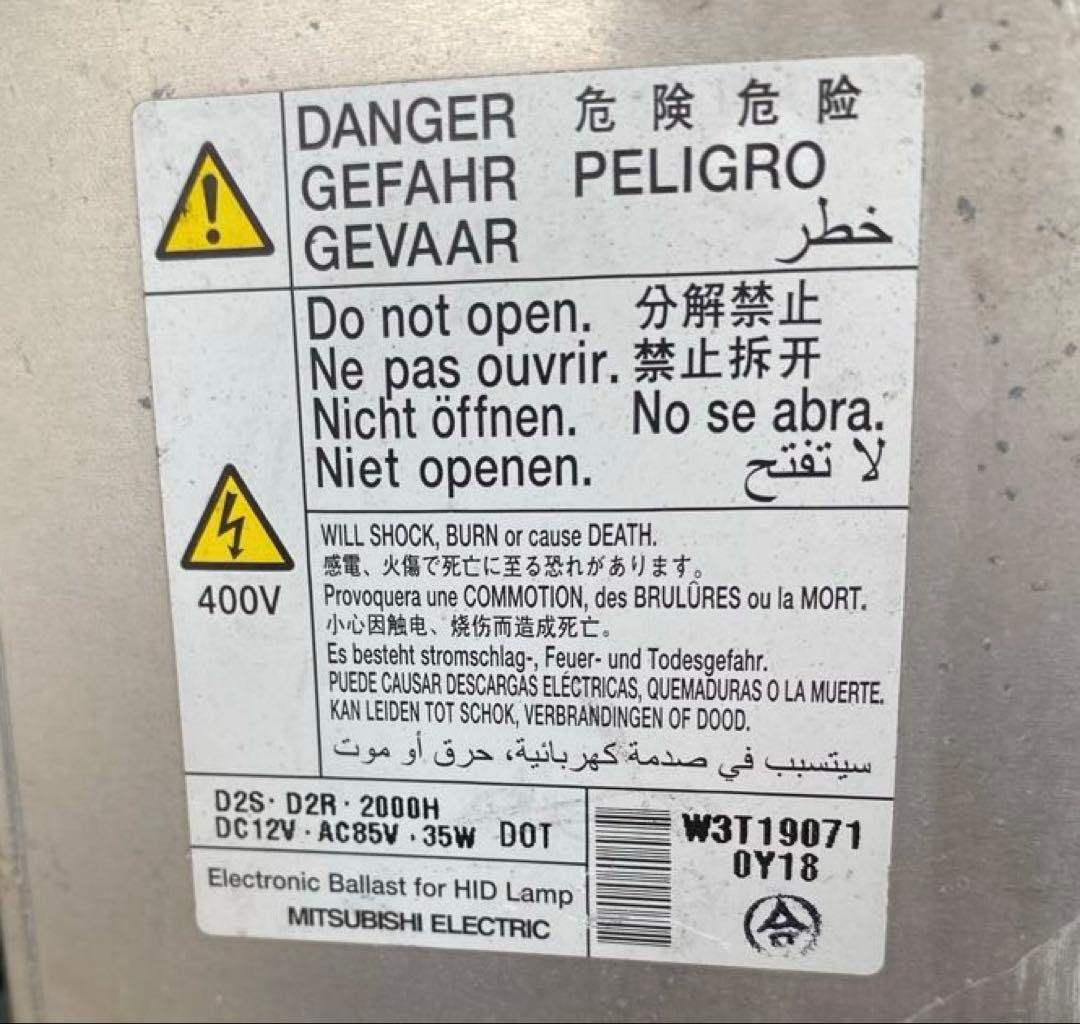 DANGER 危険 危险
GEFAHR PELIGRO
GEVAAR خطر
Do not open. 分解禁止
Ne pas ouvrir. 禁止拆开
Nicht öffnen. No se abra.
Niet openen. لا تفتح
400V
WILL SHOCK, BURN or cause DEATH.
感電、火傷で死亡に至る恐れがあります。
Provoquera une COMMOTION, des BRULÛRES ou la MORT.
小心因触电、烧伤而造成死亡。
Es besteht stromschlag-, Feuer- und Todesgefahr.
PUEDE CAUSAR DESCARGAS ELÉCTRICAS, QUEMADURAS O LA MUERTE.
KAN LEIDEN TOT SCHOK, VERBRANDINGEN OF DOOD.
سيتسبب في صدمة كهربائية، حرق أو موت
D2S · D2R · 2000H
DC12V · AC85V · 35W DOT
Electronic Ballast for HID Lamp
MITSUBISHI ELECTRIC
W3T19071
0Y18